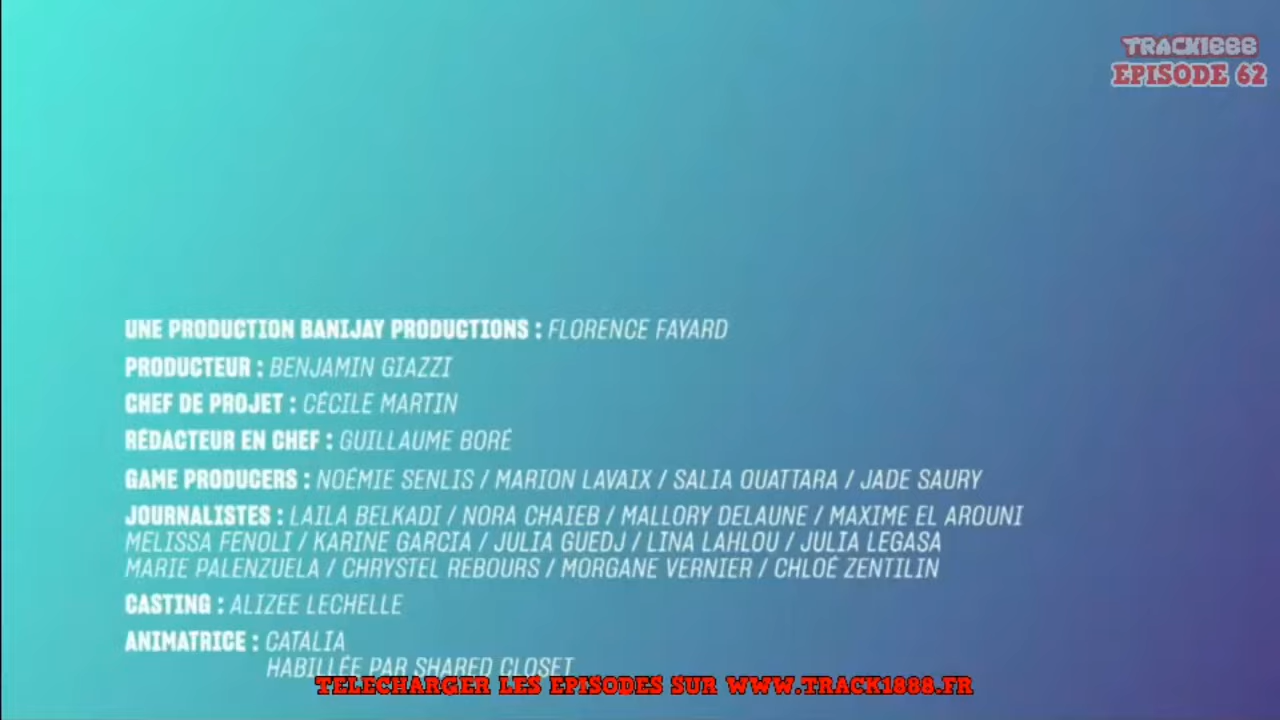 TRACK1888
EPISODE 62
UNE PRODUCTION BANIJAY PRODUCTIONS : FLORENCE FAYARD
PRODUCTEUR : BENJAMIN GIAZZI
CHEF DE PROJET : CÉCILE MARTIN
RÉDACTEUR EN CHEF : GUILLAUME BORÉ
GAME PRODUCERS : NOÉMIE SENLIS / MARION LAVAIX / SALIA OUATTARA / JADE SAURY
JOURNALISTES : LAILA BELKADI / NORA CHAIEB / MALLORY DELAUNE / MAXIME EL AROUNI
MELISSA FENOLI / KARINE GARCIA / JULIA GUEDJ / LINA LAHLOU / JULIA LEGASA
MARIE PALENZUELA / CHRYSTEL REBOURS / MORGANE VERNIER / CHLOÉ ZENTILIN
CASTING : ALIZEE LECHELLE
ANIMATRICE : CATALIA
HABILLÉE PAR SHARED CLOSET
TELECHARGER LES EPISODES SUR WWW.TRACK1888.FR